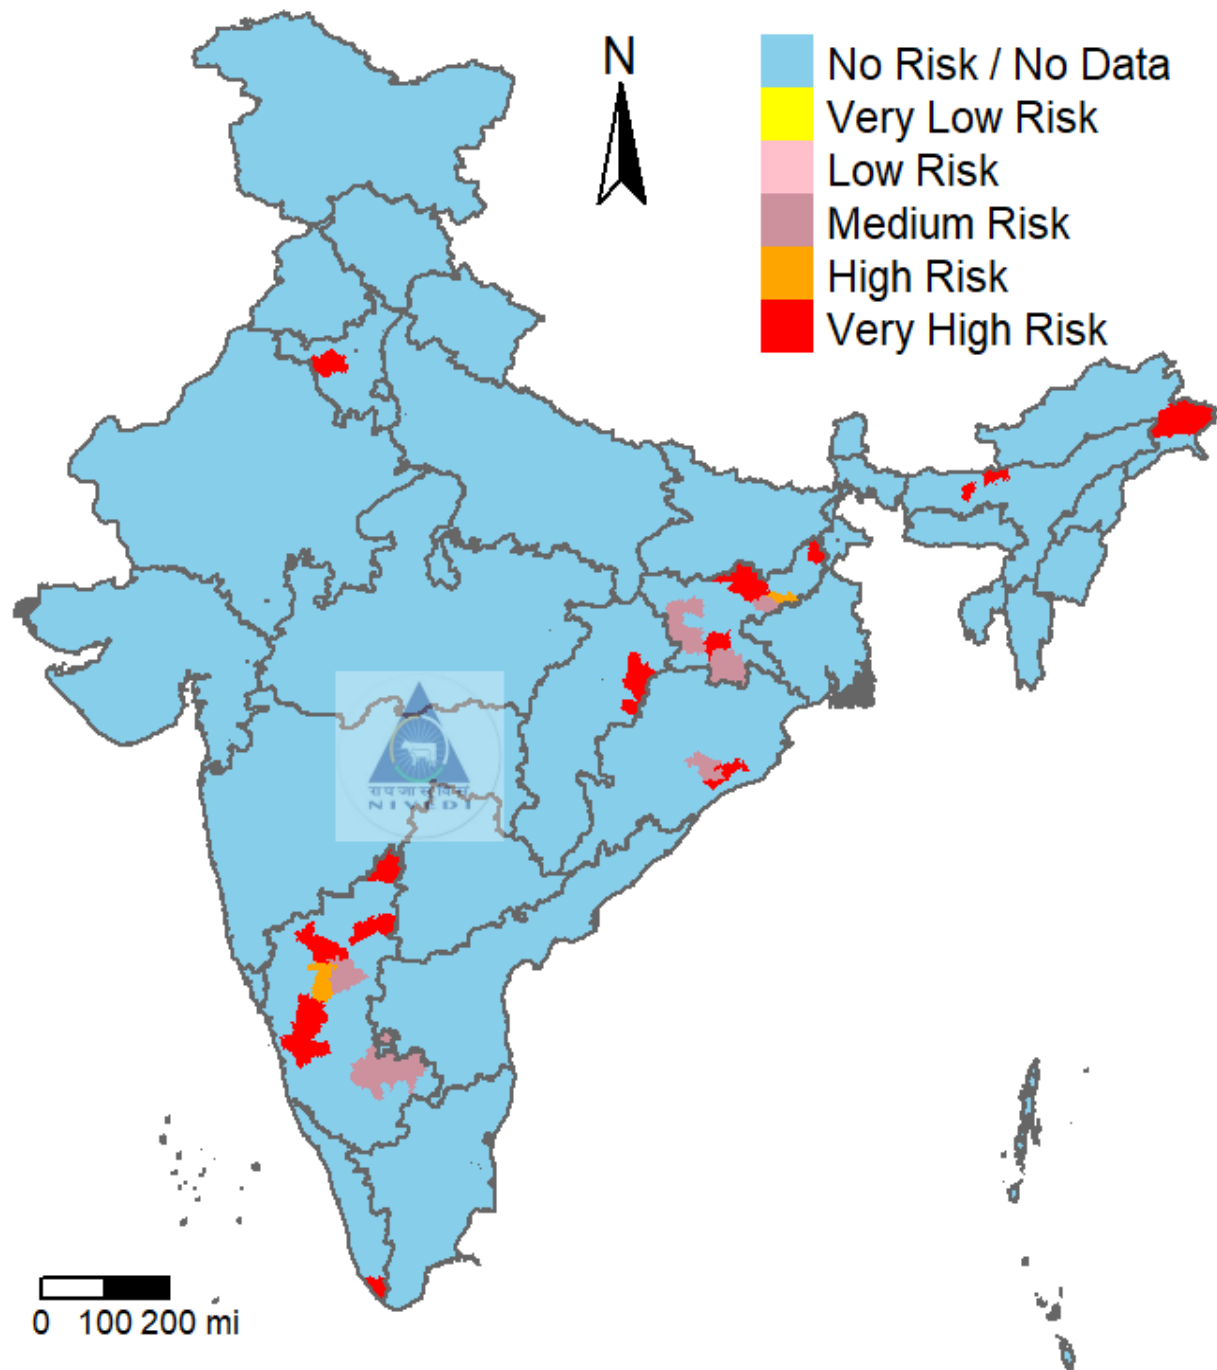 N
No Risk / No Data
Very Low Risk
Low Risk
Medium Risk
High Risk
Very High Risk
N I V E D I
0 100 200 mi